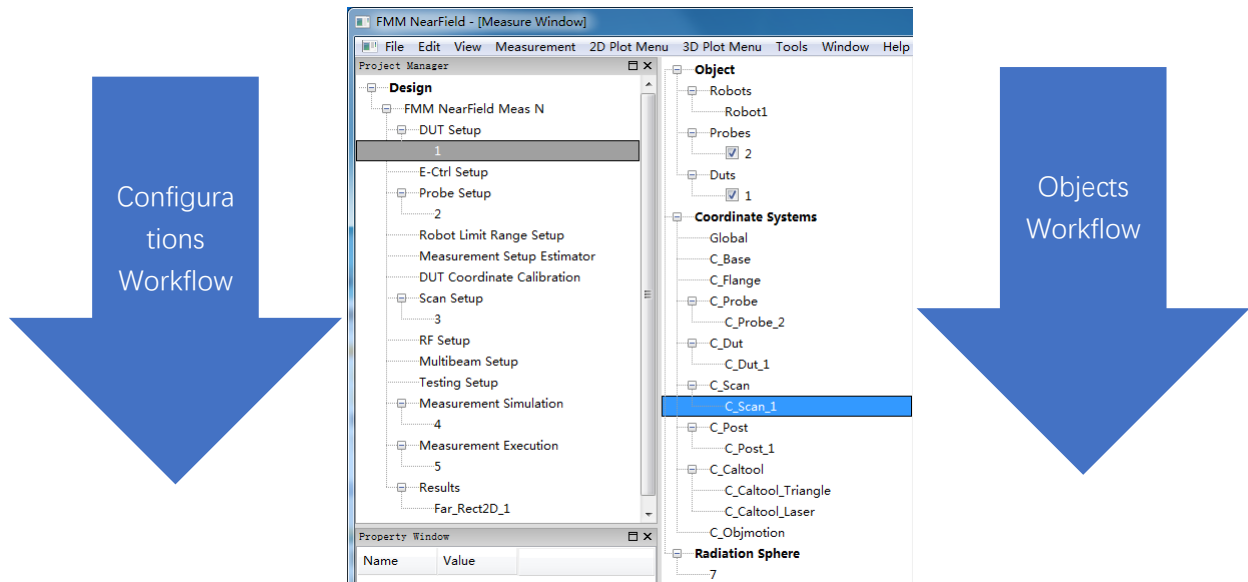 Configura
tions
Workflow
FMM NearField - [Measure Window]
File Edit View Measurement 2D Plot Menu 3D Plot Menu Tools Window Help
Project Manager
Design
FMM NearField Meas N
DUT Setup
1
E-Ctrl Setup
Probe Setup
2
Robot Limit Range Setup
Measurement Setup Estimator
DUT Coordinate Calibration
Scan Setup
3
RF Setup
Multibeam Setup
Testing Setup
Measurement Simulation
4
Measurement Execution
5
Results
Far_Rect2D_1
Property Window
Name Value
Object
Robots
Robot1
Probes
2
Duts
1
Coordinate Systems
Global
C_Base
C_Flange
C_Probe
C_Probe_2
C_Dut
C_Dut_1
C_Scan
C_Scan_1
C_Post
C_Post_1
C_Caltool
C_Caltool_Triangle
C_Caltool_Laser
C_Objmotion
Radiation Sphere
7
Objects
Workflow